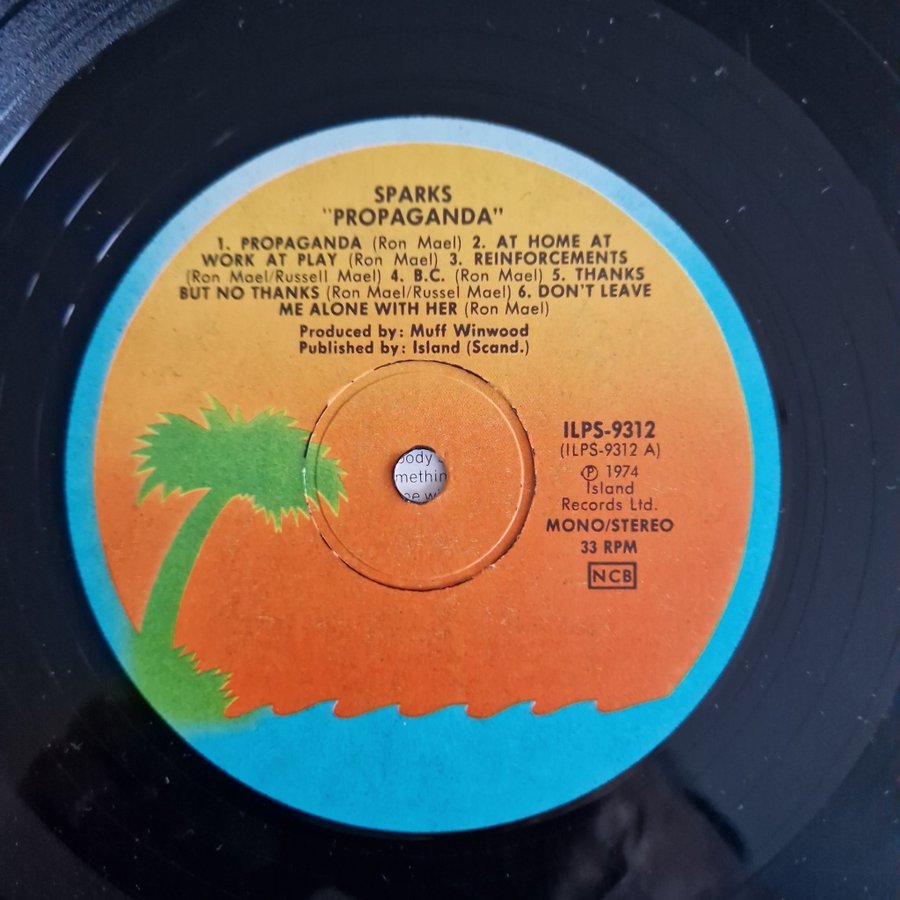 SPARKS
"PROPAGANDA"
1. PROPAGANDA (Ron Mael) 2. AT HOME AT
WORK AT PLAY (Ron Mael) 3. REINFORCEMENTS
(Ron Mael/Russell Mael) 4. B.C. (Ron Mael) 5. THANKS
BUT NO THANKS (Ron Mael/Russel Mael) 6. DON'T LEAVE
ME ALONE WITH HER (Ron Mael)
Produced by: Muff Winwood
Published by: Island (Scand.)
ILPS-9312
(ILPS-9312 A)
℗ 1974
Island
Records Ltd.
MONO/STEREO
33 RPM
NCB